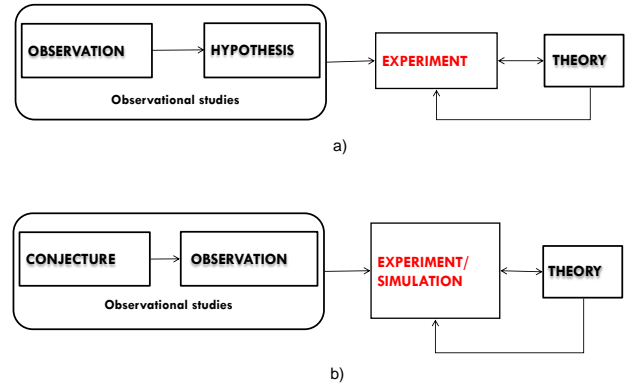 OBSERVATION
HYPOTHESIS
EXPERIMENT
THEORY
Observational studies
a)
CONJECTURE
OBSERVATION
EXPERIMENT/
SIMULATION
THEORY
Observational studies
b)